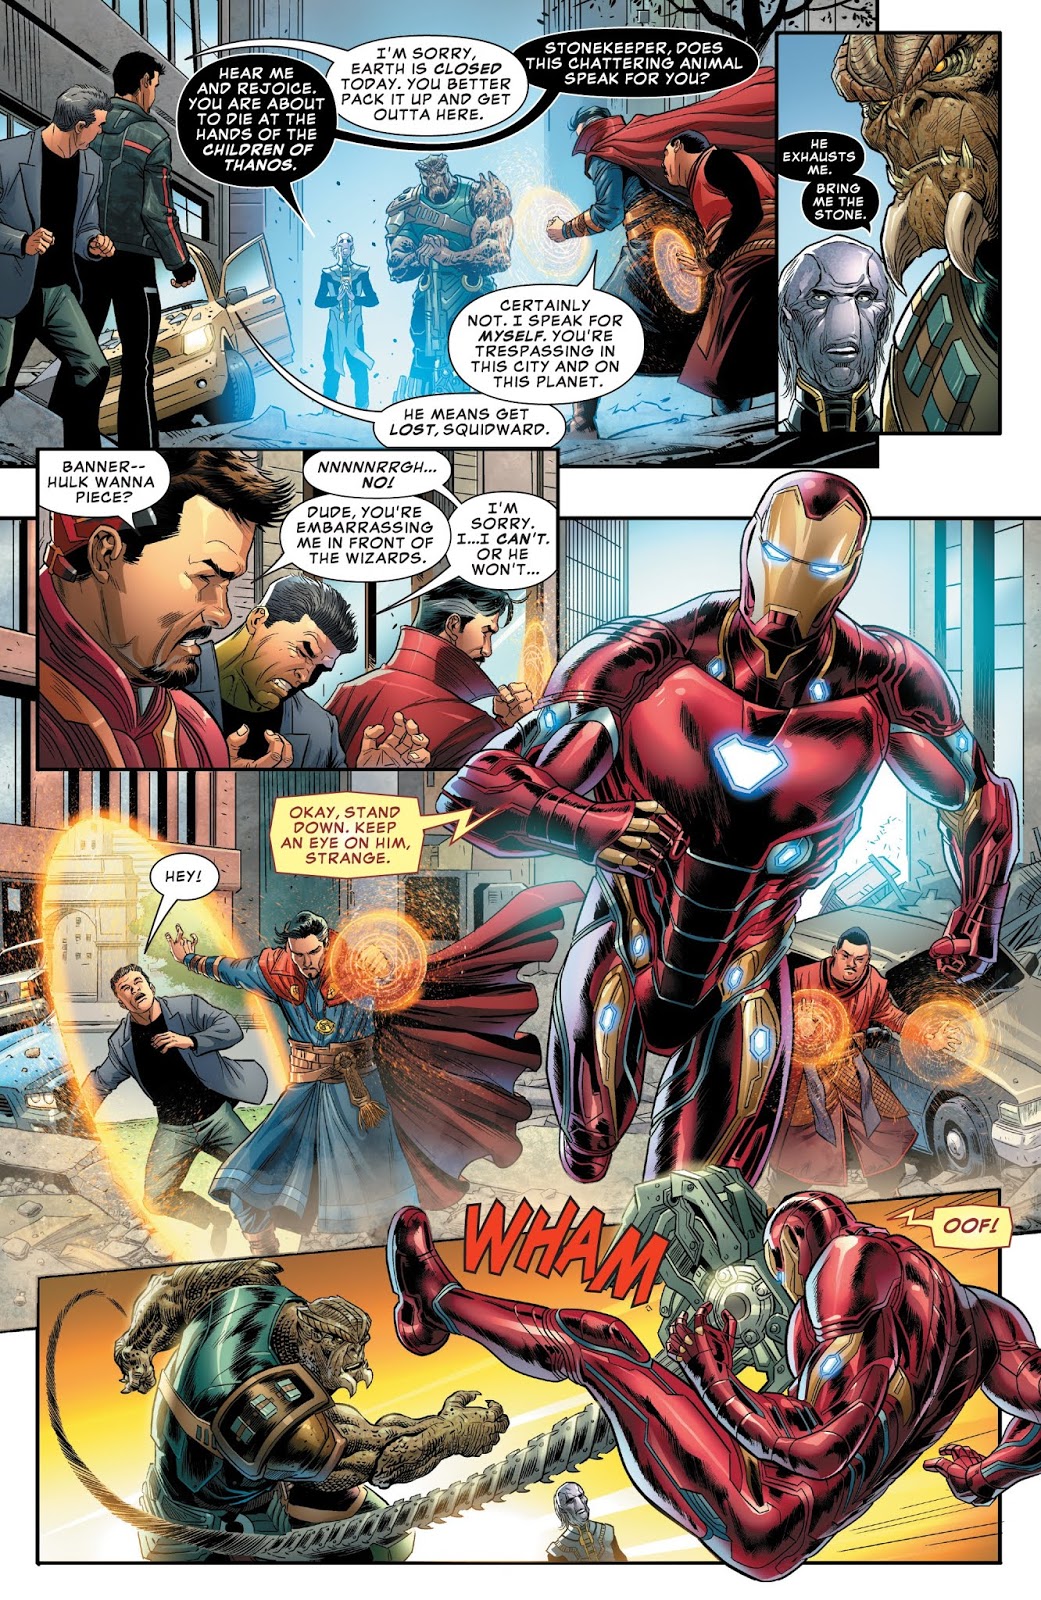 HEAR ME
AND REJOICE.
YOU ARE ABOUT
TO DIE AT THE
HANDS OF THE
CHILDREN OF
THANOS.
I'M SORRY,
EARTH IS CLOSED
TODAY. YOU BETTER
PACK IT UP AND GET
OUTTA HERE.
STONEKEEPER, DOES
THIS CHATTERING ANIMAL
SPEAK FOR YOU?
CERTAINLY
NOT. I SPEAK FOR
MYSELF. YOU'RE
TRESPASSING IN
THIS CITY AND ON
THIS PLANET.
HE MEANS GET
LOST, SQUIDWARD.
HE
EXHAUSTS
ME.
BRING
ME THE
STONE.
BANNER--
HULK WANNA
PIECE?
NNNNNRRGH...
NO!
DUDE, YOU'RE
EMBARRASSING
ME IN FRONT OF
THE WIZARDS.
I'M
SORRY.
I...I CAN'T.
OR HE
WON'T...
OKAY, STAND
DOWN. KEEP
AN EYE ON HIM,
STRANGE.
HEY!
WHAM
OOF!